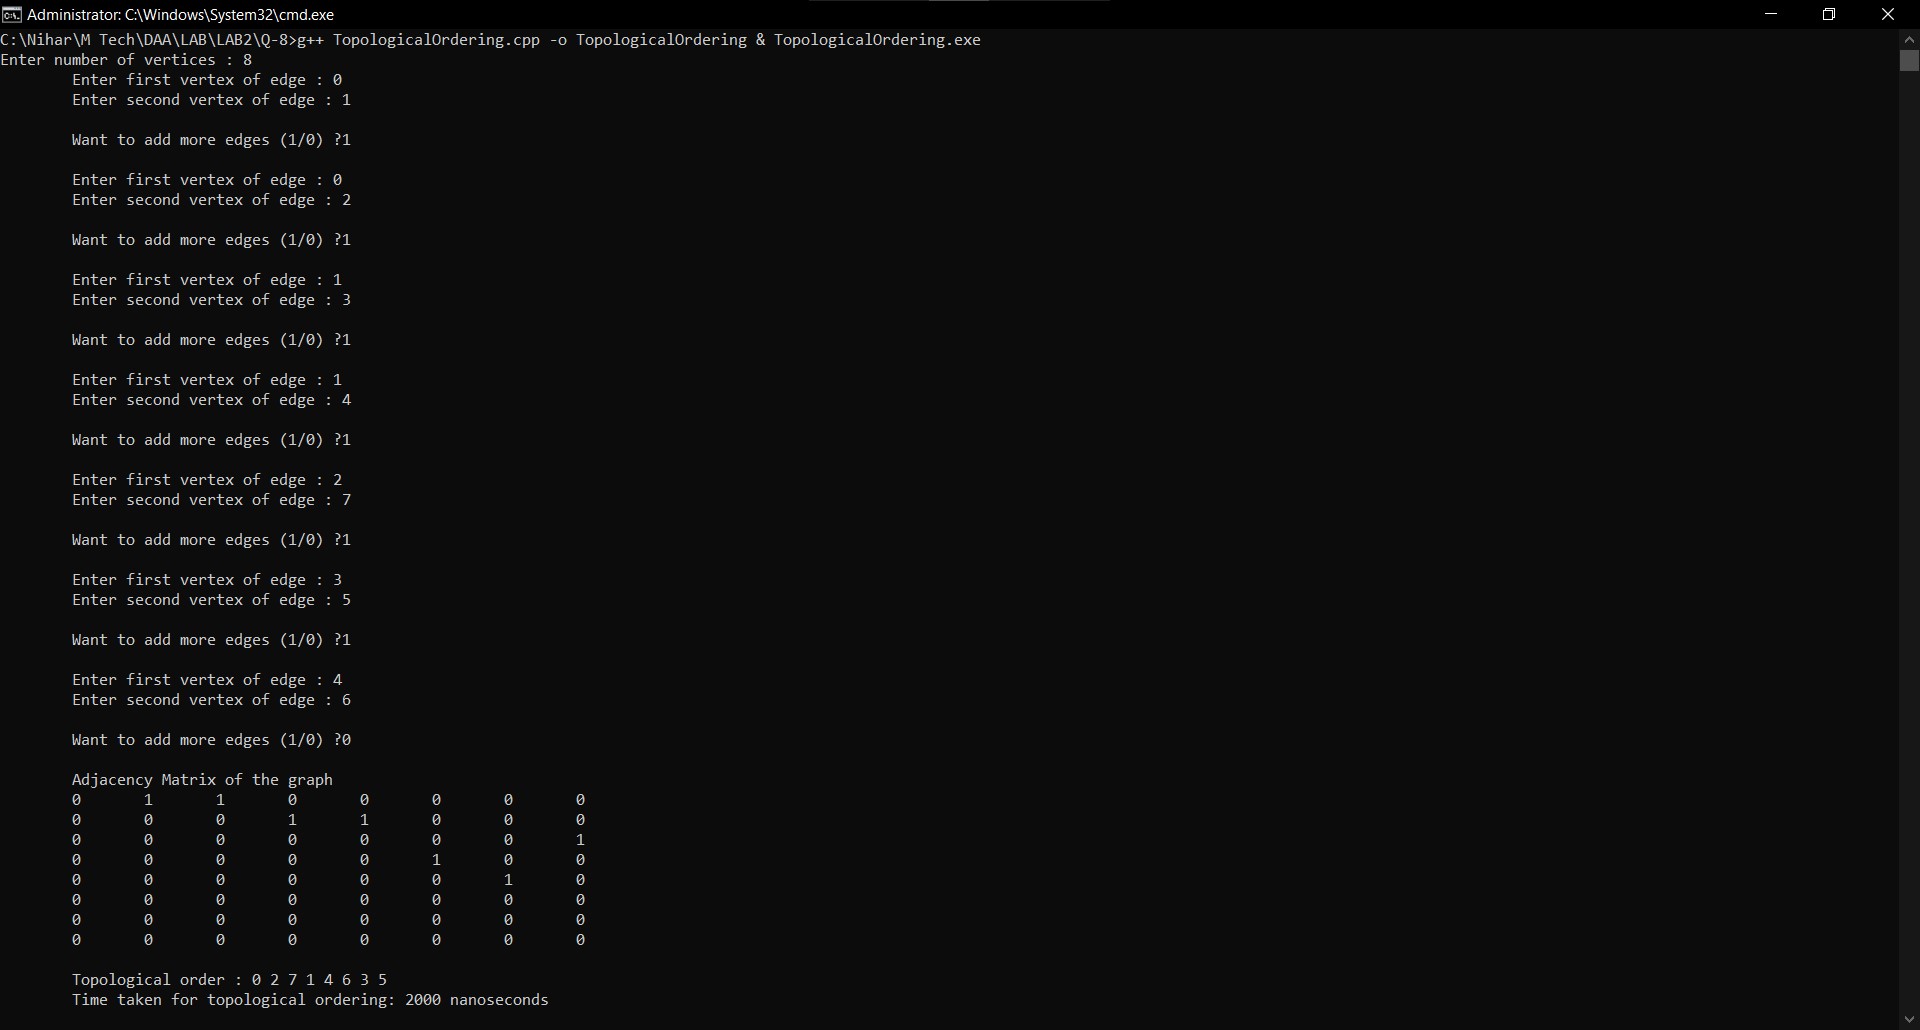 Administrator: C:\Windows\System32\cmd.exe
C:\Nihar\M Tech\DAA\LAB\LAB2\Q-8>g++ TopologicalOrdering.cpp -o TopologicalOrdering & TopologicalOrdering.exe
Enter number of vertices : 8
Enter first vertex of edge : 0
Enter second vertex of edge : 1
Want to add more edges (1/0) ?1
Enter first vertex of edge : 0
Enter second vertex of edge : 2
Want to add more edges (1/0) ?1
Enter first vertex of edge : 1
Enter second vertex of edge : 3
Want to add more edges (1/0) ?1
Enter first vertex of edge : 1
Enter second vertex of edge : 4
Want to add more edges (1/0) ?1
Enter first vertex of edge : 2
Enter second vertex of edge : 7
Want to add more edges (1/0) ?1
Enter first vertex of edge : 3
Enter second vertex of edge : 5
Want to add more edges (1/0) ?1
Enter first vertex of edge : 4
Enter second vertex of edge : 6
Want to add more edges (1/0) ?0
Adjacency Matrix of the graph
0 1 1 0 0 0 0 0
0 0 0 1 1 0 0 0
0 0 0 0 0 0 0 1
0 0 0 0 0 1 0 0
0 0 0 0 0 0 1 0
0 0 0 0 0 0 0 0
0 0 0 0 0 0 0 0
0 0 0 0 0 0 0 0
Topological order : 0 2 7 1 4 6 3 5
Time taken for topological ordering: 2000 nanoseconds